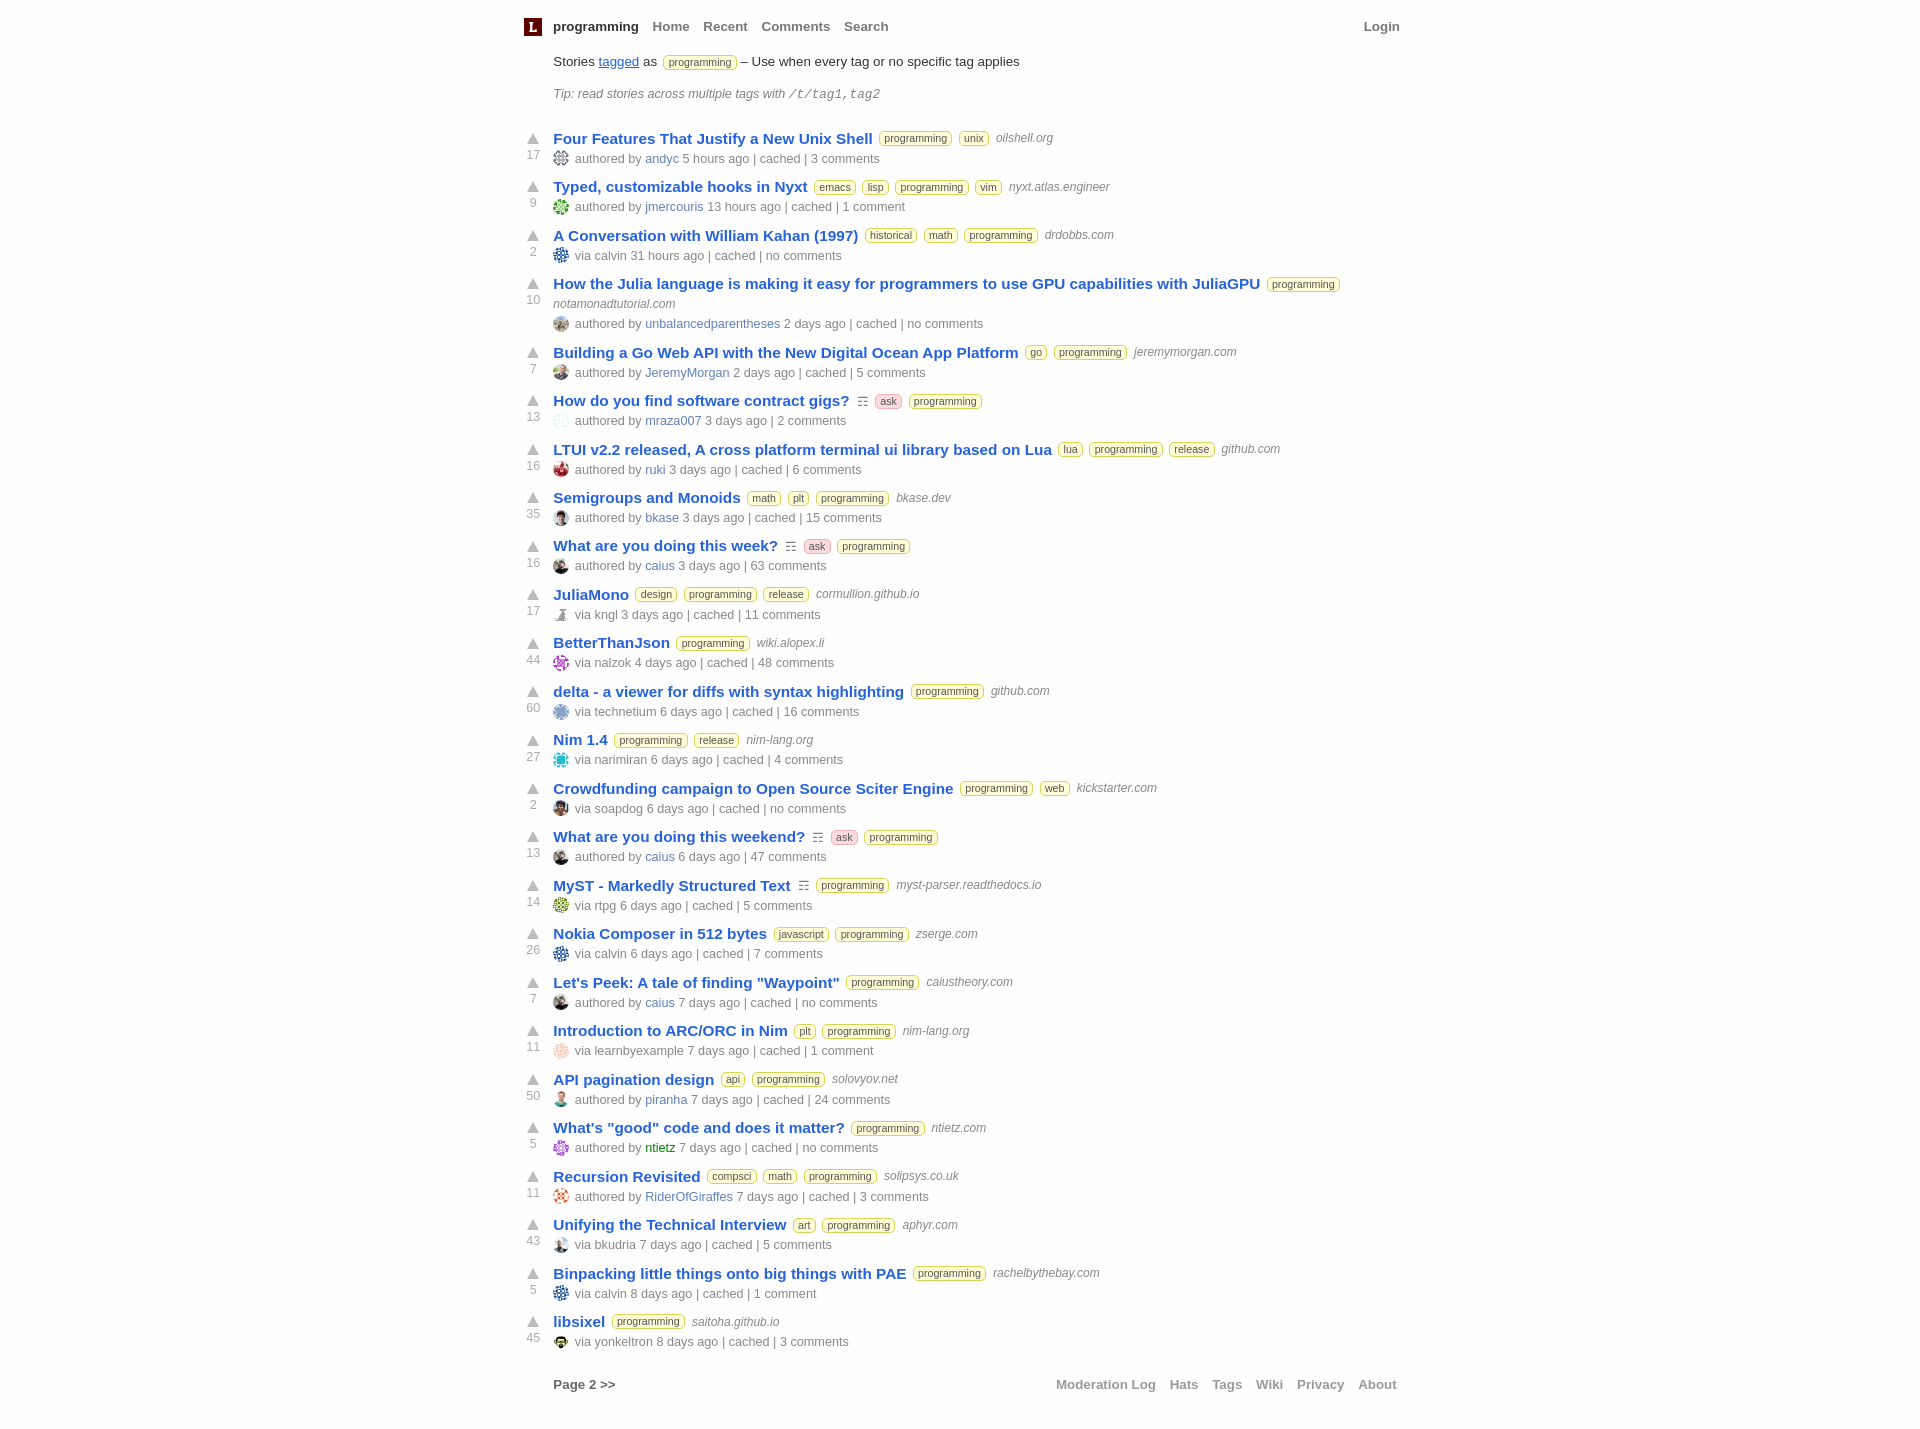 L programming Home Recent Comments Search Login
Stories tagged as programming – Use when every tag or no specific tag applies
Tip: read stories across multiple tags with /t/tag1,tag2
Four Features That Justify a New Unix Shell programming unix oilshell.org
17 authored by andyc 5 hours ago | cached | 3 comments
Typed, customizable hooks in Nyxt emacs lisp programming vim nyxt.atlas.engineer
9 authored by jmercouris 13 hours ago | cached | 1 comment
A Conversation with William Kahan (1997) historical math programming drdobbs.com
2 via calvin 31 hours ago | cached | no comments
How the Julia language is making it easy for programmers to use GPU capabilities with JuliaGPU programming
10 notamonadtutorial.com
authored by unbalancedparentheses 2 days ago | cached | no comments
Building a Go Web API with the New Digital Ocean App Platform go programming jeremymorgan.com
7 authored by JeremyMorgan 2 days ago | cached | 5 comments
How do you find software contract gigs? ☶ ask programming
13 authored by mraza007 3 days ago | 2 comments
LTUI v2.2 released, A cross platform terminal ui library based on Lua lua programming release github.com
16 authored by ruki 3 days ago | cached | 6 comments
Semigroups and Monoids math plt programming bkase.dev
35 authored by bkase 3 days ago | cached | 15 comments
What are you doing this week? ☶ ask programming
16 authored by caius 3 days ago | 63 comments
JuliaMono design programming release cormullion.github.io
17 via kngl 3 days ago | cached | 11 comments
BetterThanJson programming wiki.alopex.li
44 via nalzok 4 days ago | cached | 48 comments
delta - a viewer for diffs with syntax highlighting programming github.com
60 via technetium 6 days ago | cached | 16 comments
Nim 1.4 programming release nim-lang.org
27 via narimiran 6 days ago | cached | 4 comments
Crowdfunding campaign to Open Source Sciter Engine programming web kickstarter.com
2 via soapdog 6 days ago | cached | no comments
What are you doing this weekend? ☶ ask programming
13 authored by caius 6 days ago | 47 comments
MyST - Markedly Structured Text ☶ programming myst-parser.readthedocs.io
14 via rtpg 6 days ago | cached | 5 comments
Nokia Composer in 512 bytes javascript programming zserge.com
26 via calvin 6 days ago | cached | 7 comments
Let's Peek: A tale of finding "Waypoint" programming caiustheory.com
7 authored by caius 7 days ago | cached | no comments
Introduction to ARC/ORC in Nim plt programming nim-lang.org
11 via learnbyexample 7 days ago | cached | 1 comment
API pagination design api programming solovyov.net
50 authored by piranha 7 days ago | cached | 24 comments
What's "good" code and does it matter? programming ntietz.com
5 authored by ntietz 7 days ago | cached | no comments
Recursion Revisited compsci math programming solipsys.co.uk
11 authored by RiderOfGiraffes 7 days ago | cached | 3 comments
Unifying the Technical Interview art programming aphyr.com
43 via bkudria 7 days ago | cached | 5 comments
Binpacking little things onto big things with PAE programming rachelbythebay.com
5 via calvin 8 days ago | cached | 1 comment
libsixel programming saitoha.github.io
45 via yonkeltron 8 days ago | cached | 3 comments
Page 2 >> Moderation Log Hats Tags Wiki Privacy About